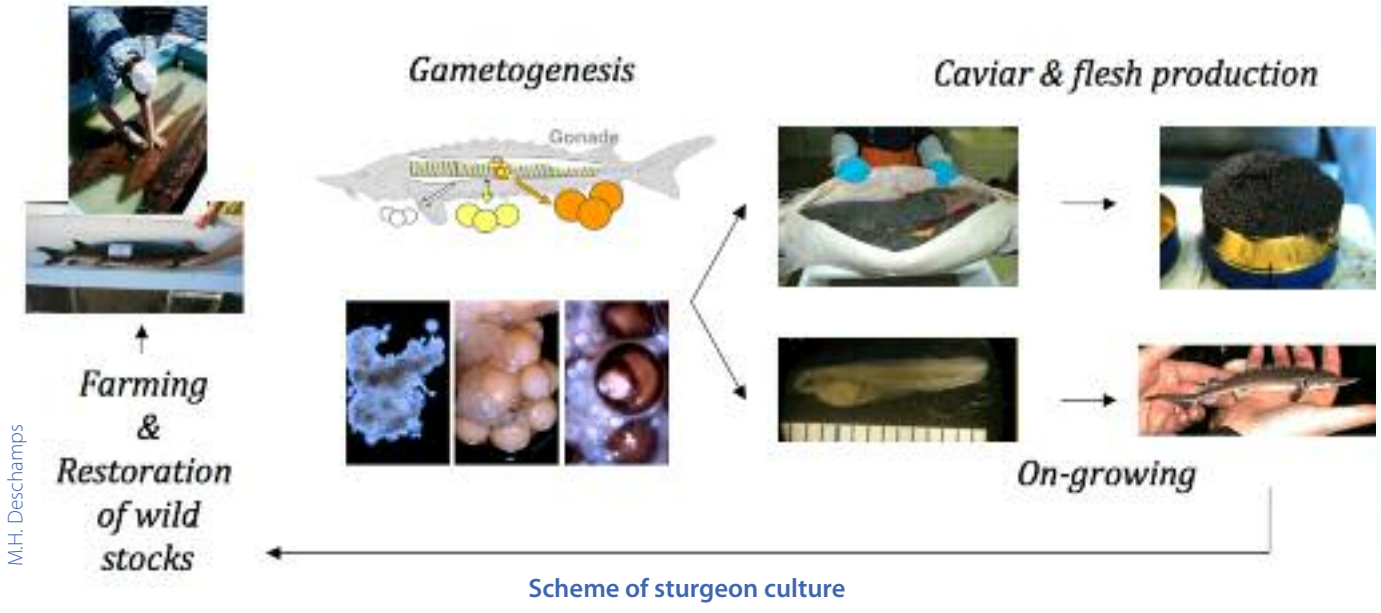 Gametogenesis
Caviar & flesh production
Gonade
Farming
&
Restoration
of wild
stocks
On-growing
M.H. Deschamps
Scheme of sturgeon culture